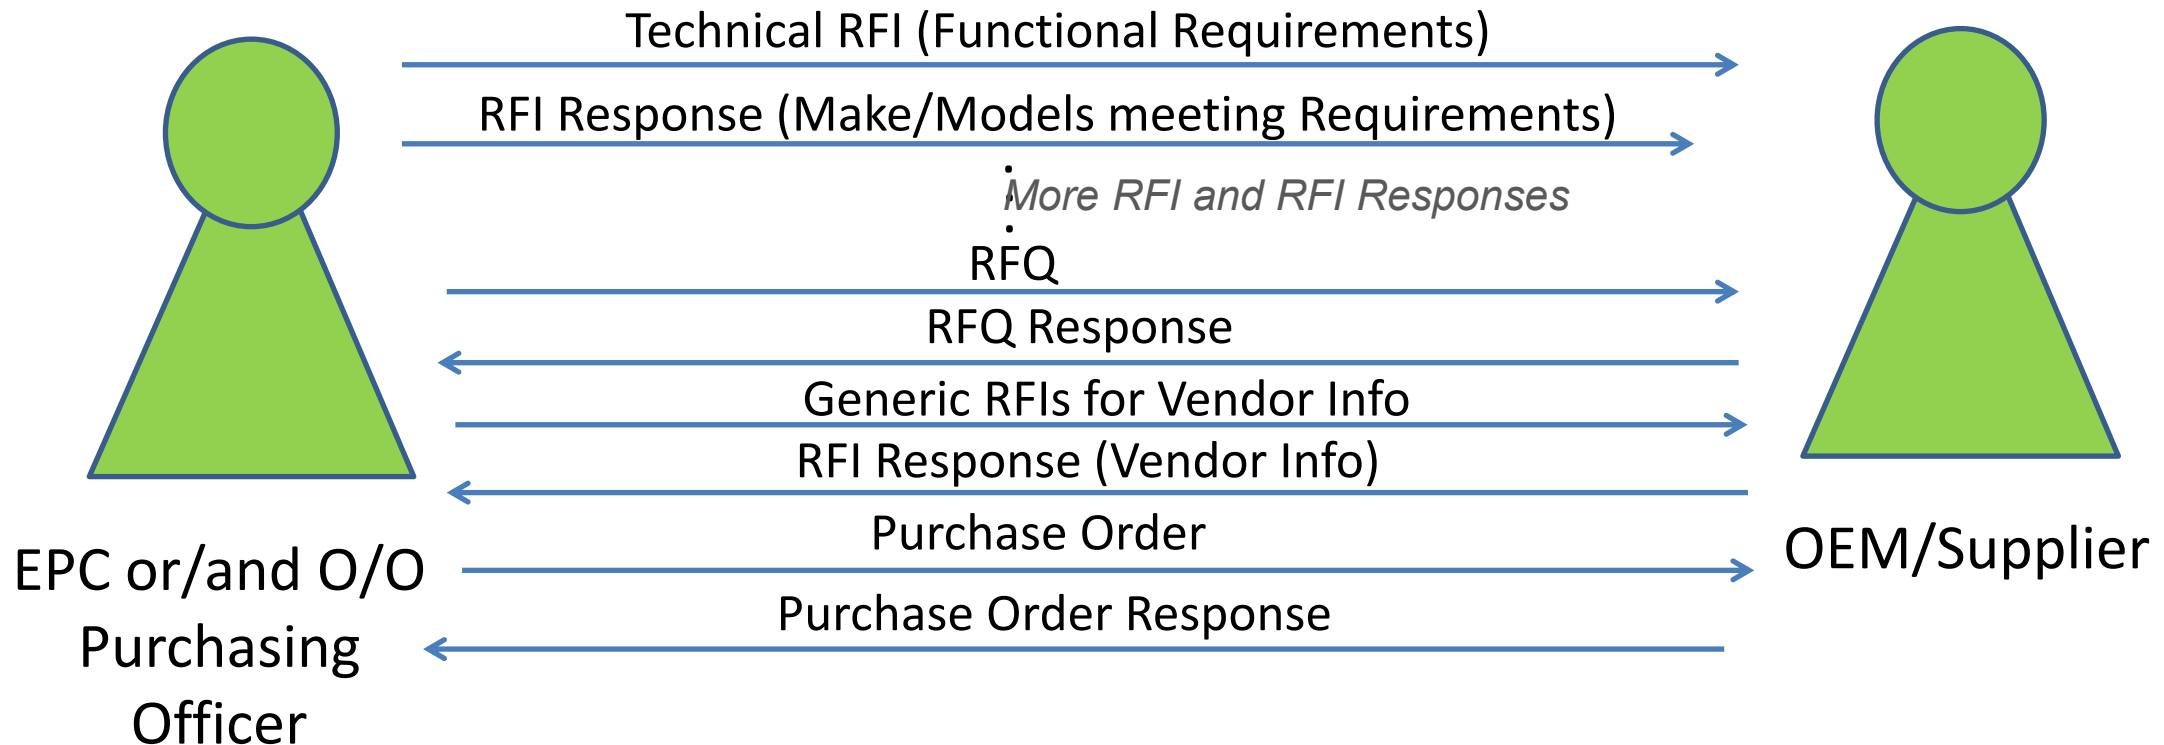 Technical RFI (Functional Requirements)
RFI Response (Make/Models meeting Requirements)
More RFI and RFI Responses
RFQ
RFQ Response
Generic RFIs for Vendor Info
RFI Response (Vendor Info)
Purchase Order
Purchase Order Response
EPC or/and O/O
Purchasing
Officer
OEM/Supplier